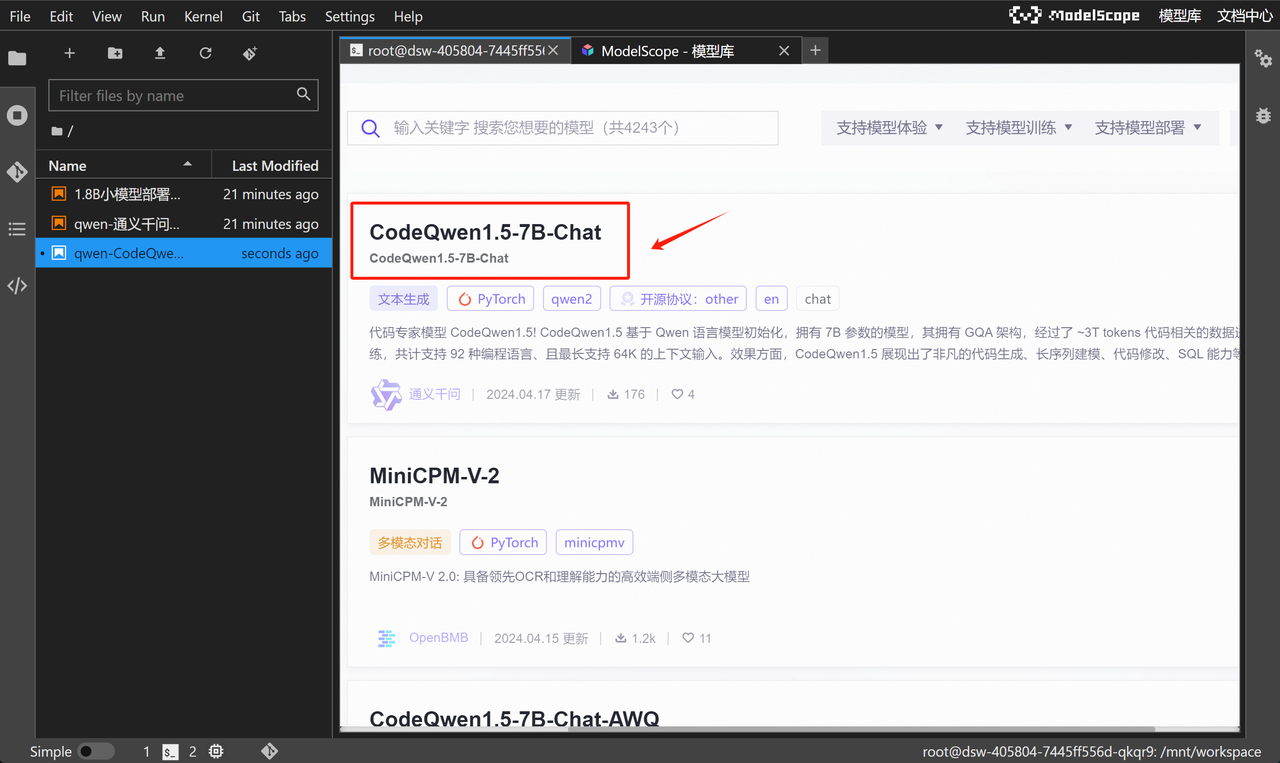 File Edit View Run Kernel Git Tabs Settings Help
ModelScope 模型库 文档中心
root@dsw-405804-7445ff556
ModelScope - 模型库
Filter files by name
/
Name Last Modified
1.8B小模型部署... 21 minutes ago
qwen-通义千问... 21 minutes ago
qwen-CodeQwe... seconds ago
输入关键字 搜索您想要的模型（共4243个）
支持模型体验 支持模型训练 支持模型部署
CodeQwen1.5-7B-Chat
CodeQwen1.5-7B-Chat
文本生成 PyTorch qwen2 开源协议：other en chat
代码专家模型 CodeQwen1.5! CodeQwen1.5 基于 Qwen 语言模型初始化，拥有 7B 参数的模型，其拥有 GQA 架构，经过了 ~3T tokens 代码相关的数据进
练，共计支持 92 种编程语言、且最长支持 64K 的上下文输入。效果方面，CodeQwen1.5 展现出了非凡的代码生成、长序列建模、代码修改、SQL 能力等
通义千问 | 2024.04.17 更新 | 176 | 4
MiniCPM-V-2
MiniCPM-V-2
多模态对话 PyTorch minicpmv
MiniCPM-V 2.0: 具备领先OCR和理解能力的高效端侧多模态大模型
OpenBMB | 2024.04.15 更新 | 1.2k | 11
CodeQwen1.5-7B-Chat-AWQ
Simple 1 2
root@dsw-405804-7445ff556d-qkqr9: /mnt/workspace